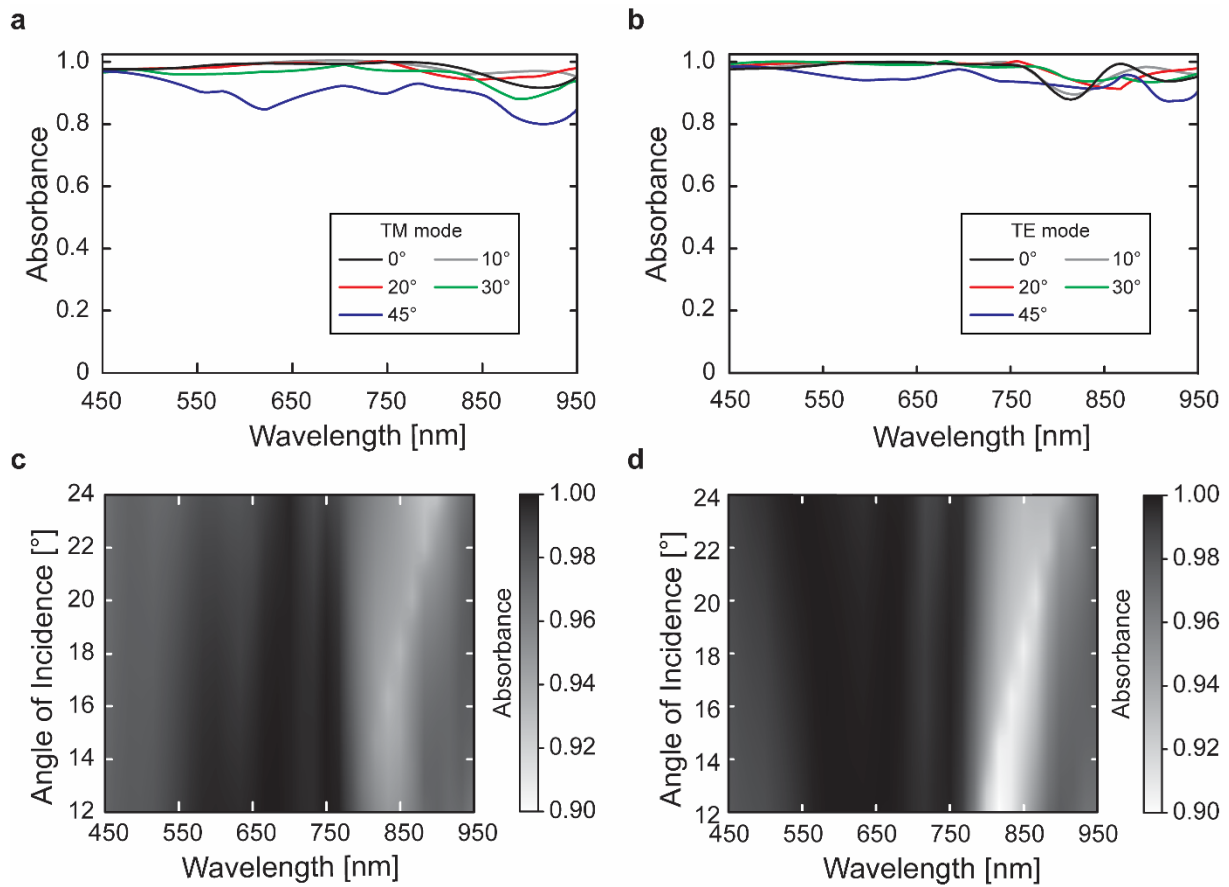 a
1.0
0.8
0.6
0.4
0.2
0
Absorbance
TM mode
0° 10°
20° 30°
45°
450 550 650 750 850 950
Wavelength [nm]
b
1.0
0.8
0.6
0.4
0.2
0
Absorbance
TE mode
0° 10°
20° 30°
45°
450 550 650 750 850 950
Wavelength [nm]
c
24
22
20
18
16
14
12
Angle of Incidence [°]
450 550 650 750 850 950
Wavelength [nm]
1.00
0.98
0.96
0.94
0.92
0.90
Absorbance
d
24
22
20
18
16
14
12
Angle of Incidence [°]
450 550 650 750 850 950
Wavelength [nm]
1.00
0.98
0.96
0.94
0.92
0.90
Absorbance